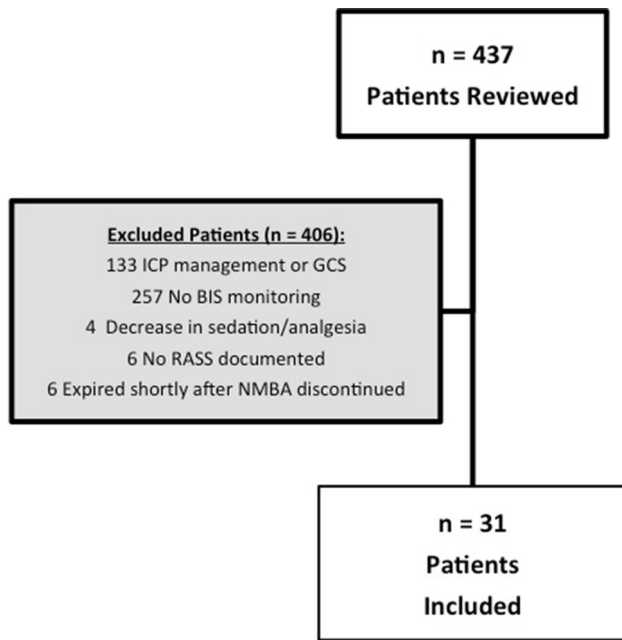 n = 437
Patients Reviewed
Excluded Patients (n = 406):
133 ICP management or GCS
257 No BIS monitoring
4 Decrease in sedation/analgesia
6 No RASS documented
6 Expired shortly after NMBA discontinued
n = 31
Patients
Included